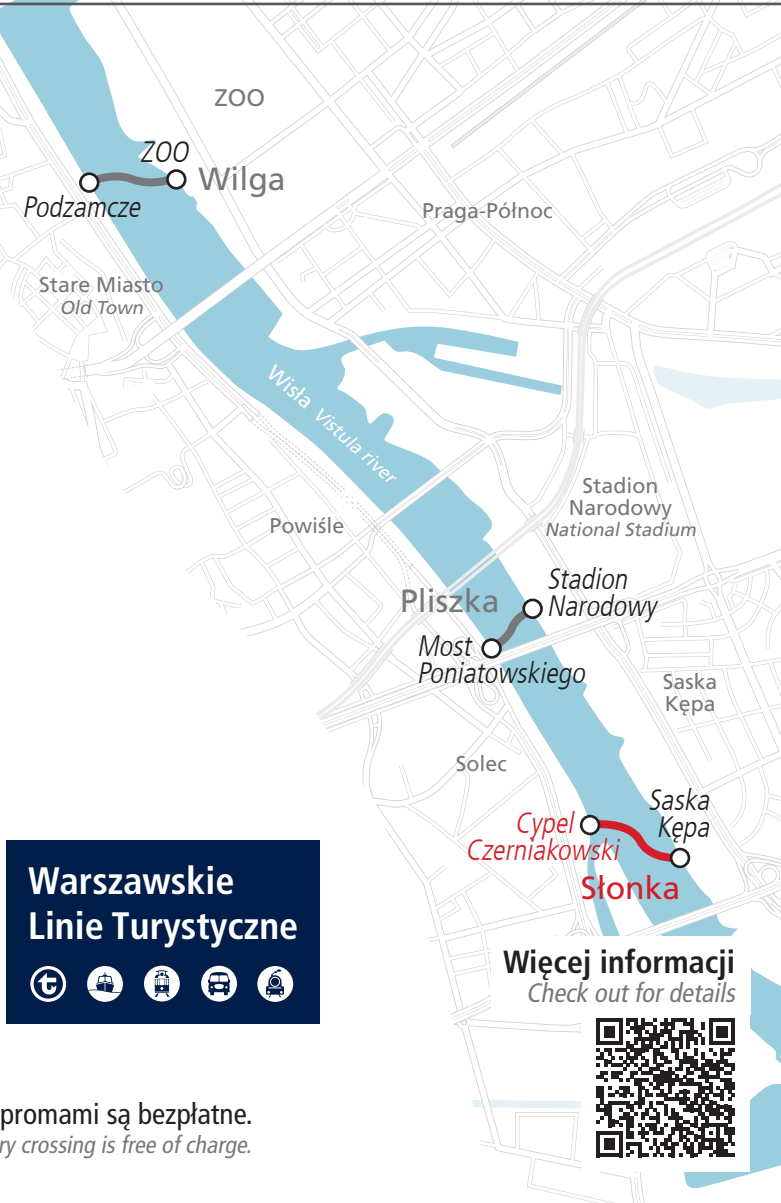 ZOO
ZOO
Wilga
Podzamcze
Praga-Północ
Stare Miasto
Old Town
Wisła Vistula river
Stadion
Narodowy
National Stadium
Powiśle
Stadion
Narodowy
Pliszka
Most
Poniatowskiego
Saska
Kępa
Solec
Saska
Kępa
Cypel
Czerniakowski
Słonka
Warszawskie
Linie Turystyczne
Więcej informacji
Check out for details
promami są bezpłatne.
ry crossing is free of charge.